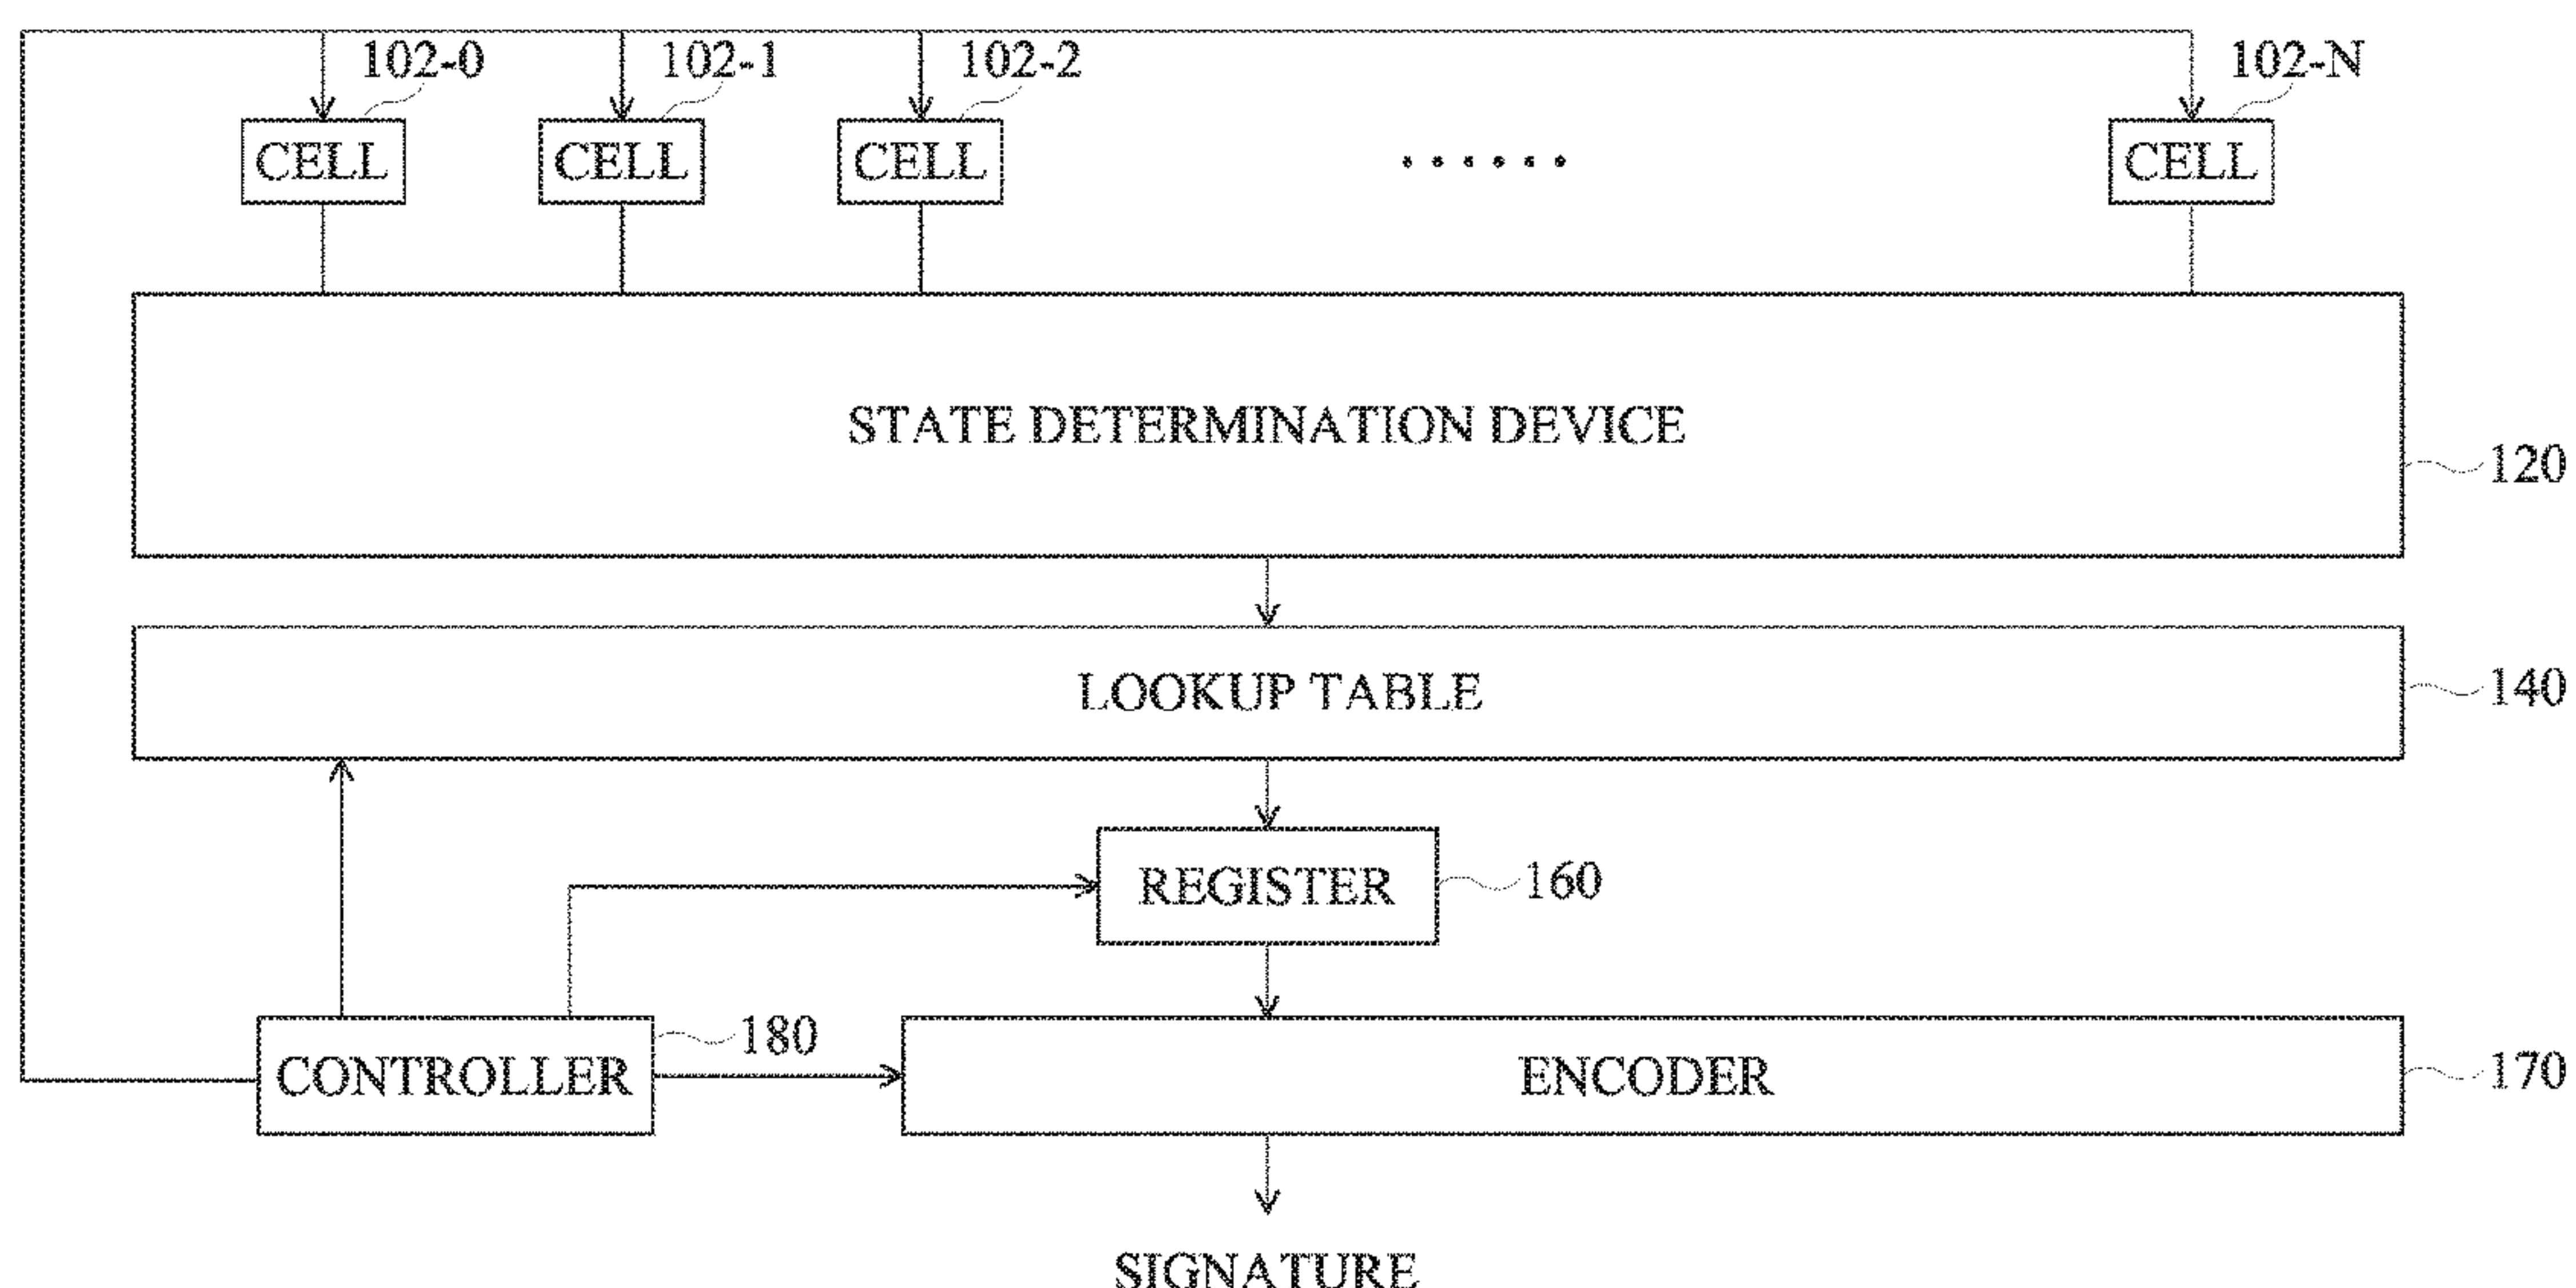 102-0 102-1 102-2 102-N
CELL CELL CELL ...... CELL
STATE DETERMINATION DEVICE
120
LOOKUP TABLE 140
REGISTER 160
180
CONTROLLER ENCODER 170
SIGNATURE